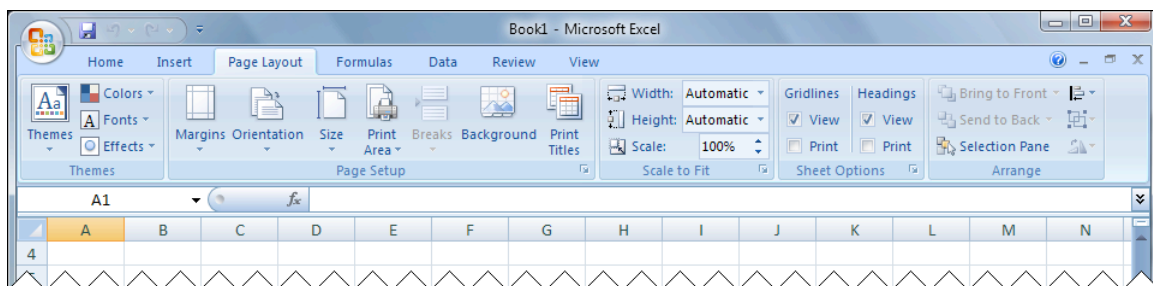 Book1 - Microsoft Excel
Home Insert Page Layout Formulas Data Review View
Colors Width: Automatic Gridlines Headings Bring to Front
Aa A Fonts Height: Automatic View View Send to Back
Themes Effects Margins Orientation Size Print Area Breaks Background Print Titles Scale: 100% Print Print Selection Pane
Themes Page Setup Scale to Fit Sheet Options Arrange
A1 fx
A B C D E F G H I J K L M N
4